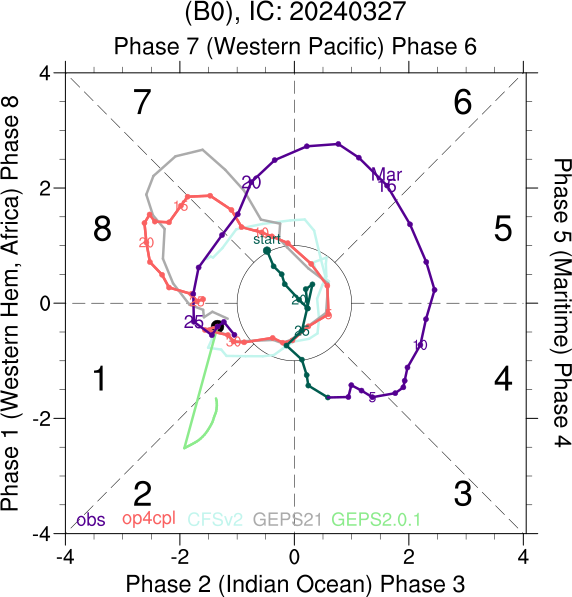 (B0), IC: 20240327
Phase 7 (Western Pacific) Phase 6
4
7
6
Phase 1 (Western Hem, Africa) Phase 8
Mar
20
15
15
2
8
10
start
5
20
Phase 5 (Maritime) Phase 4
20
0
25
5
25
30
10
1
4
-2
5
2
3
obs
op4cpl
CFSv2
GEPS21
GEPS2.0.1
-4
-4
-2
0
2
4
Phase 2 (Indian Ocean) Phase 3